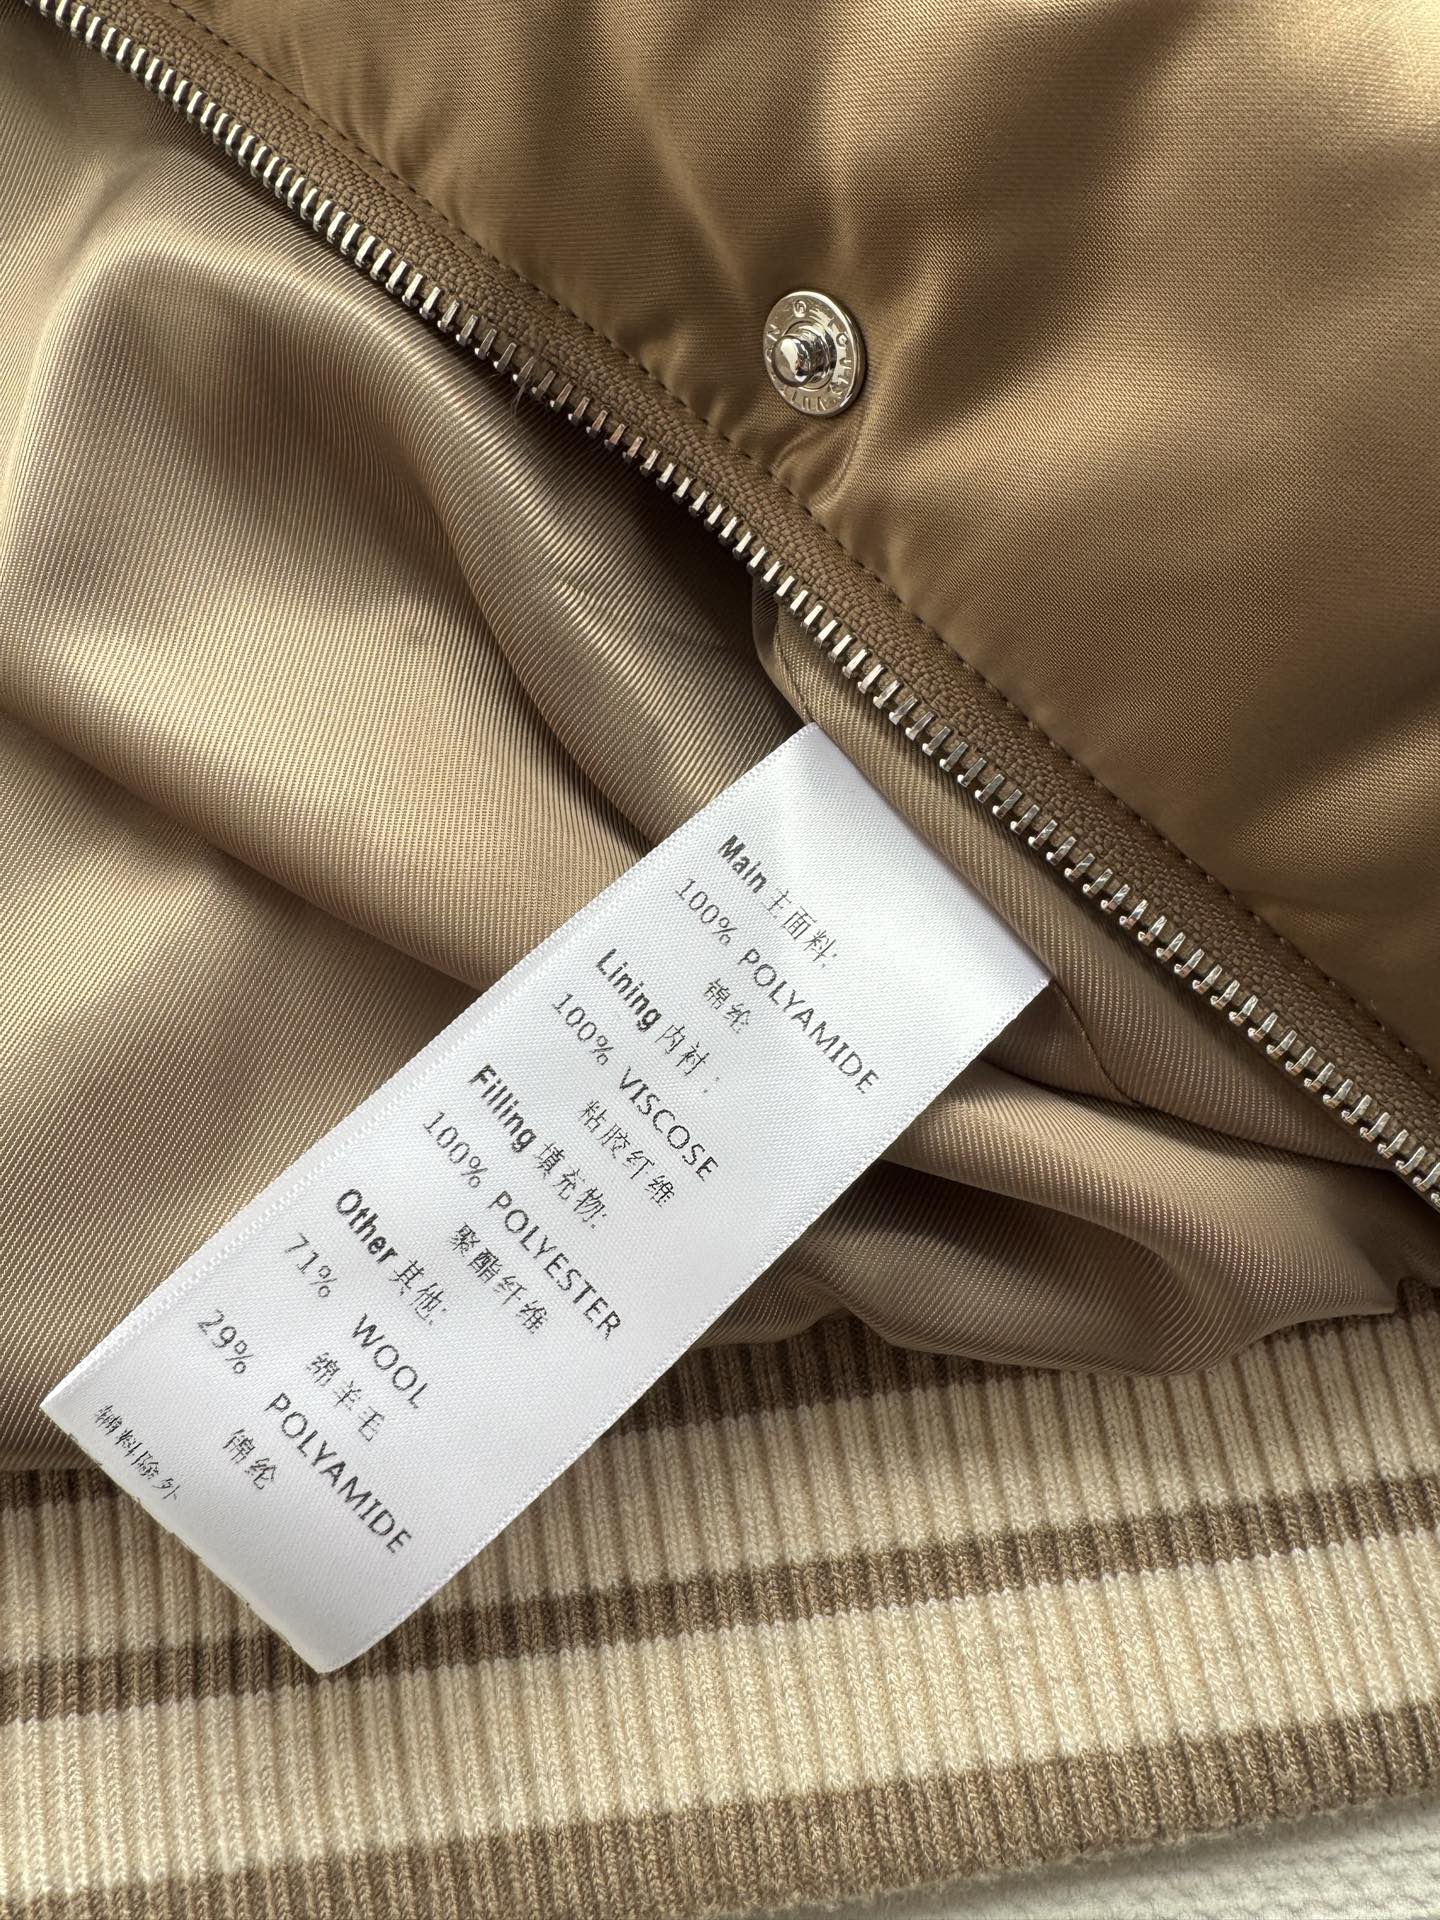 Main 主面料:
100% POLYAMIDE
锦纶
Lining 内衬：
100% VISCOSE
粘胶纤维
Filling 填充物:
100% POLYESTER
聚酯纤维
Other 其他:
71% WOOL
绵羊毛
29% POLYAMIDE
锦纶
辅料除外